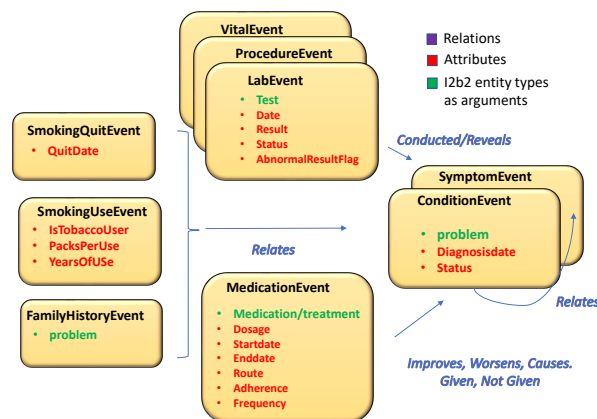 VitalEvent
ProcedureEvent
LabEvent
• Test
• Date
• Result
• Status
• AbnormalResultFlag
Relations
Attributes
I2b2 entity types
as arguments
SmokingQuitEvent
• QuitDate
SmokingUseEvent
• IsTobaccoUser
• PacksPerUse
• YearsOfUSe
FamilyHistoryEvent
• problem
Relates
Conducted/Reveals
SymptomEvent
ConditionEvent
• problem
• Diagnosisdate
• Status
Relates
MedicationEvent
• Medication/treatment
• Dosage
• Startdate
• Enddate
• Route
• Adherence
• Frequency
Improves, Worsens, Causes.
Given, Not Given